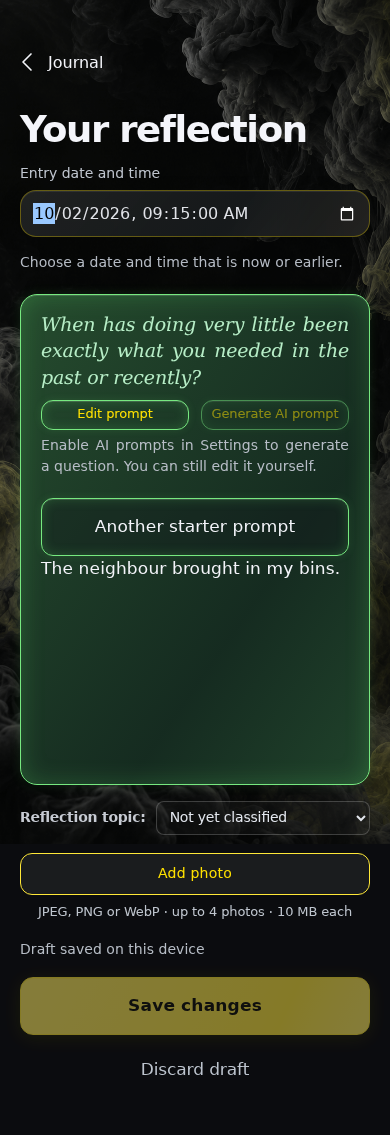 Journal
Your reflection
Entry date and time
10/02/2026, 09:15:00 AM
Choose a date and time that is now or earlier.
When has doing very little been
exactly what you needed in the
past or recently?
Edit prompt
Generate AI prompt
Enable AI prompts in Settings to generate
a question. You can still edit it yourself.
Another starter prompt
The neighbour brought in my bins.
Reflection topic:
Not yet classified
Add photo
JPEG, PNG or WebP · up to 4 photos · 10 MB each
Draft saved on this device
Save changes
Discard draft